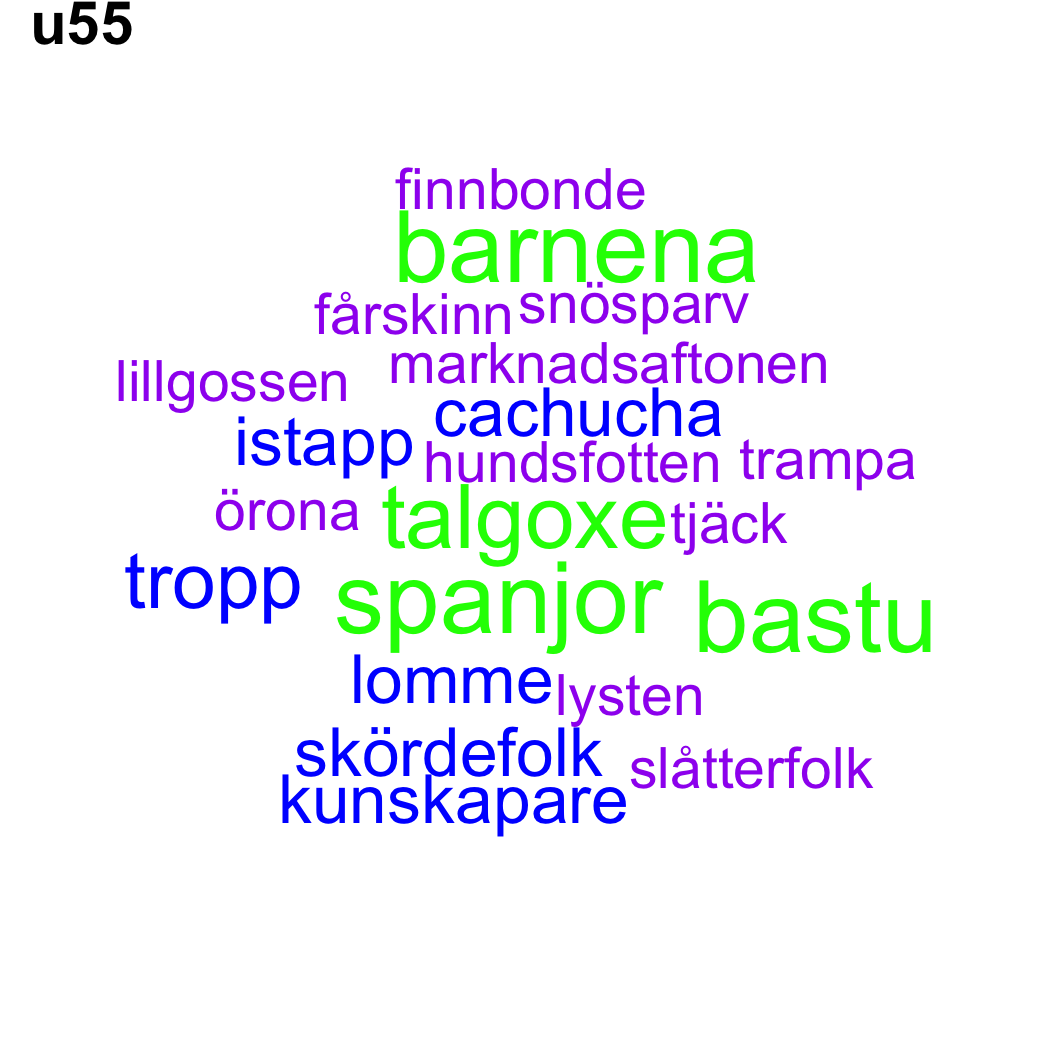 u55
finnbonde
barnena
fårskinn snösparv
lillgossen marknadsaftonen
istapp cachucha
hundsfotten trampa
örona talgoxe tjäck
tropp spanjor bastu
lomme lysten
skördefolk slåtterfolk
kunskapare